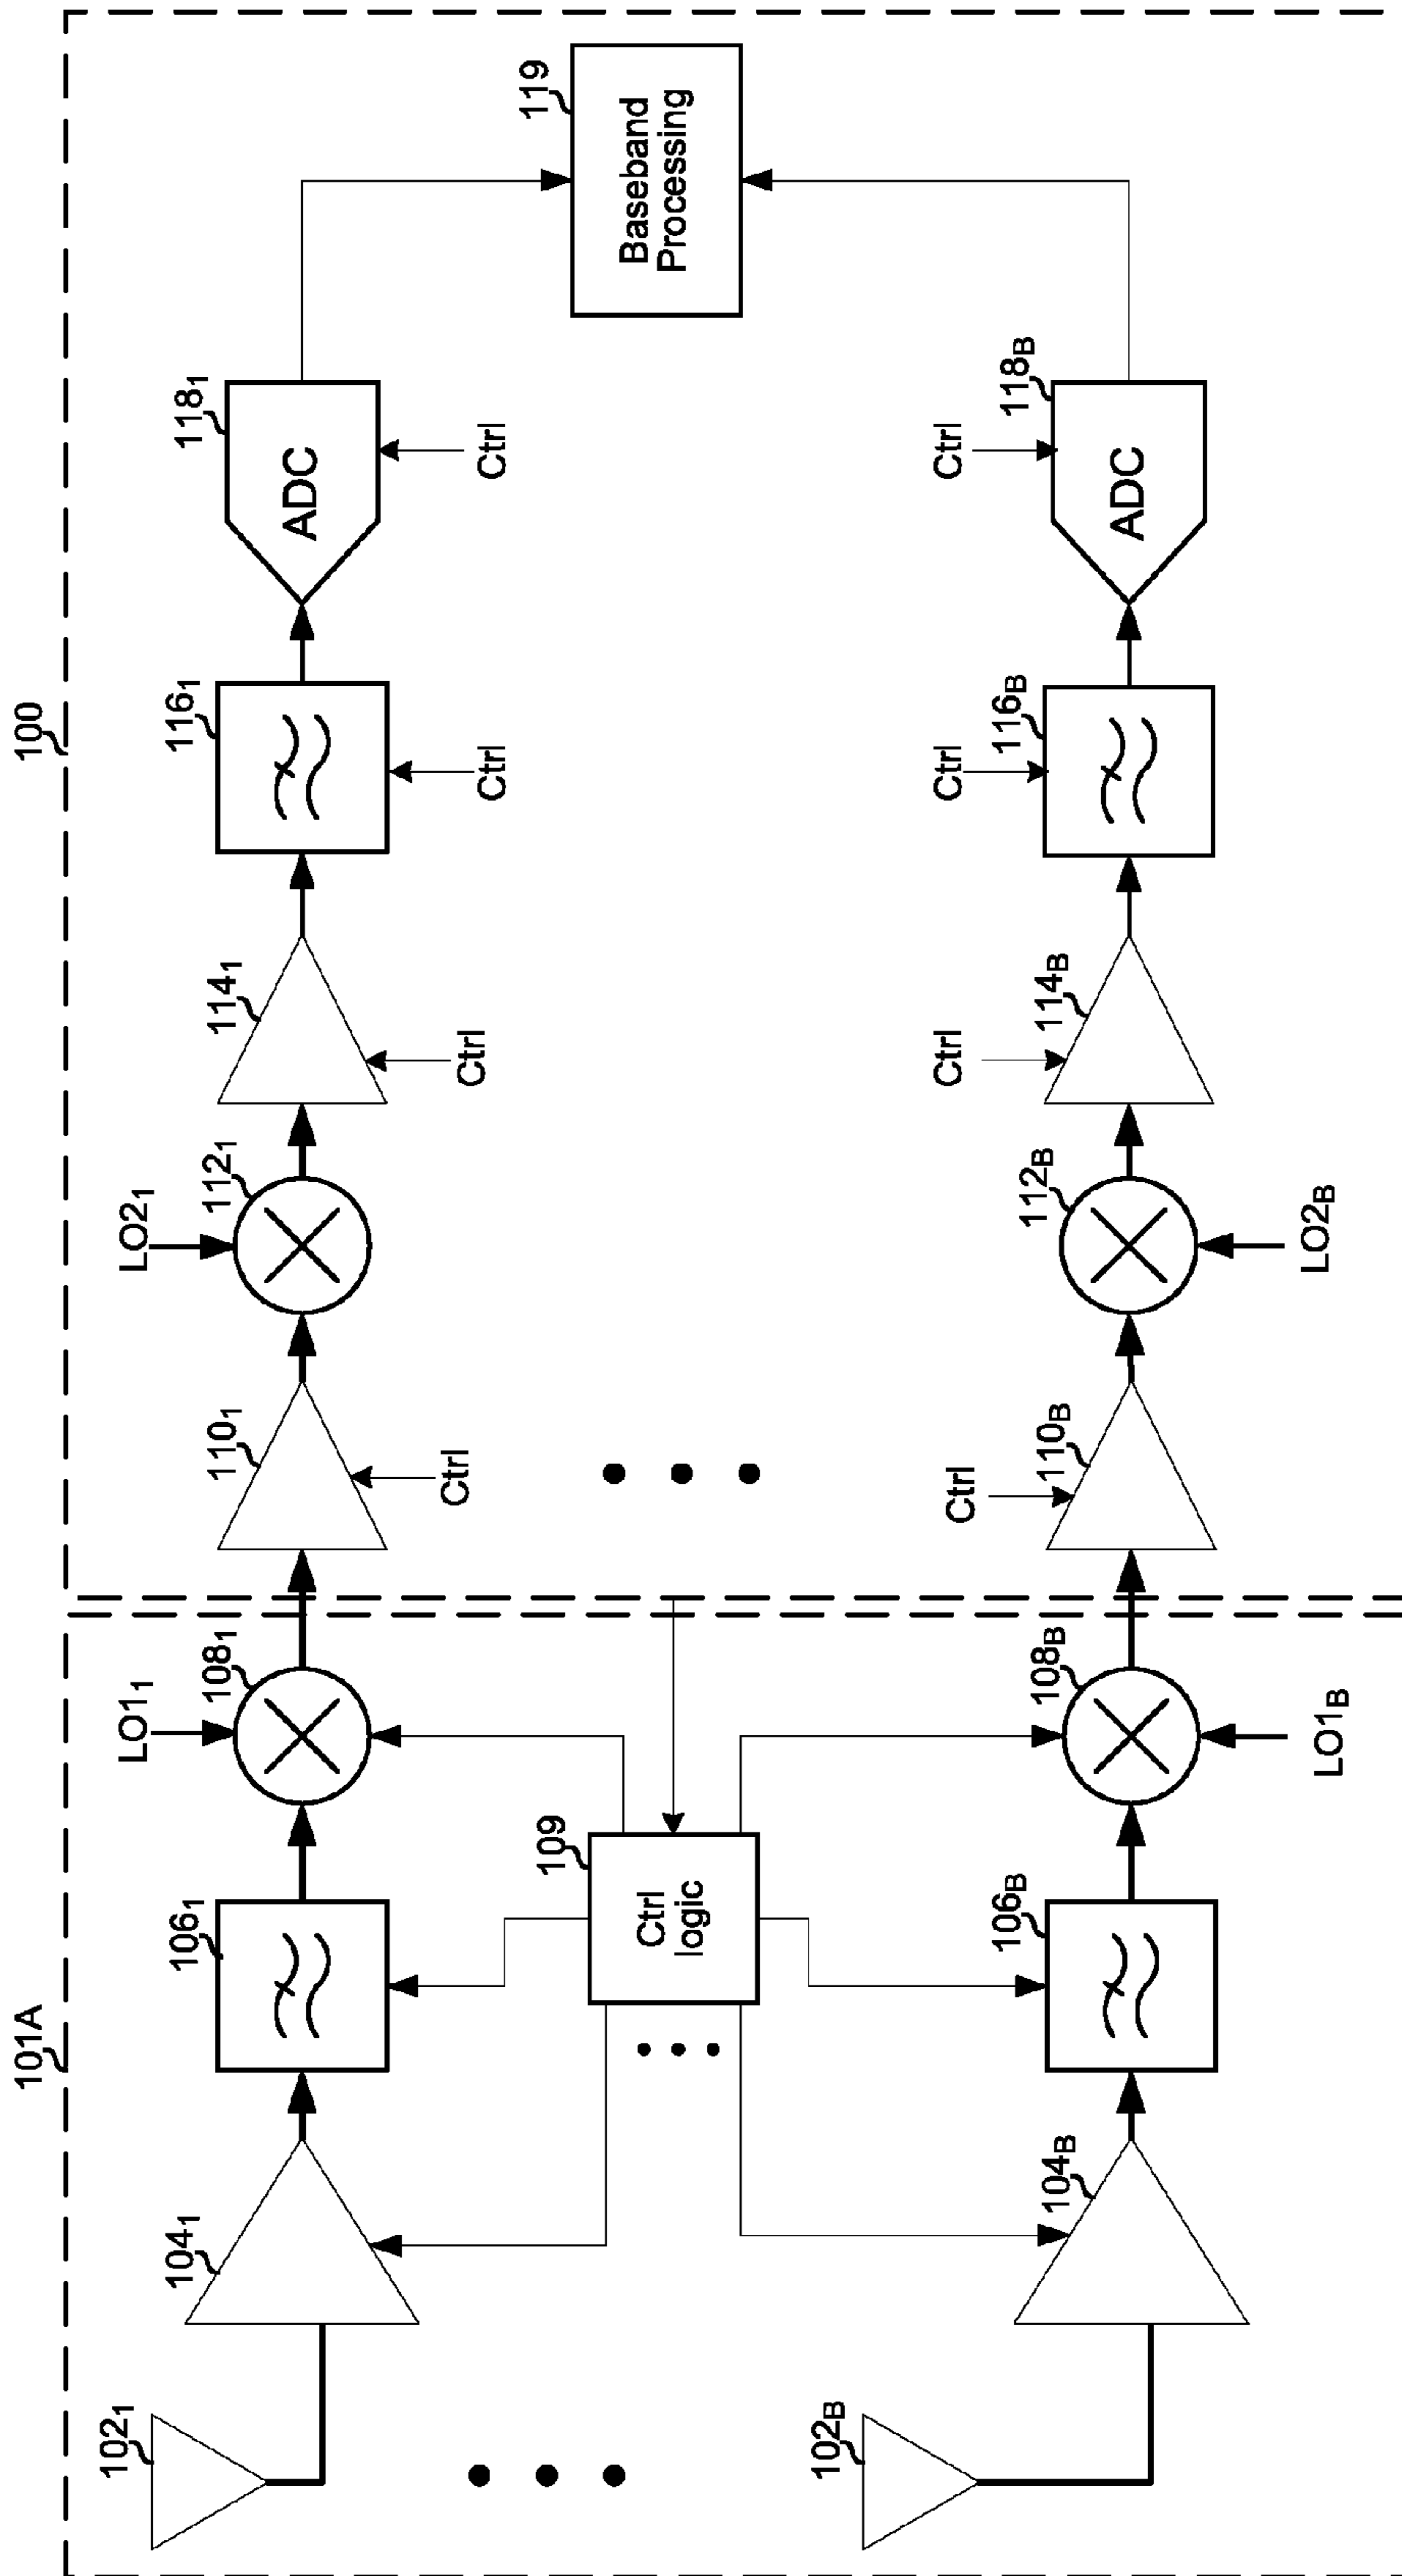 101A
100
102₁
104₁
106₁
LO1₁
108₁
110₁
Ctrl
LO2₁
112₁
114₁
Ctrl
116₁
Ctrl
118₁
ADC
Ctrl
109
Ctrl
logic
119
Baseband
Processing
102B
104B
106B
108B
LO1B
Ctrl
110B
112B
LO2B
Ctrl
114B
Ctrl
116B
Ctrl
118B
ADC